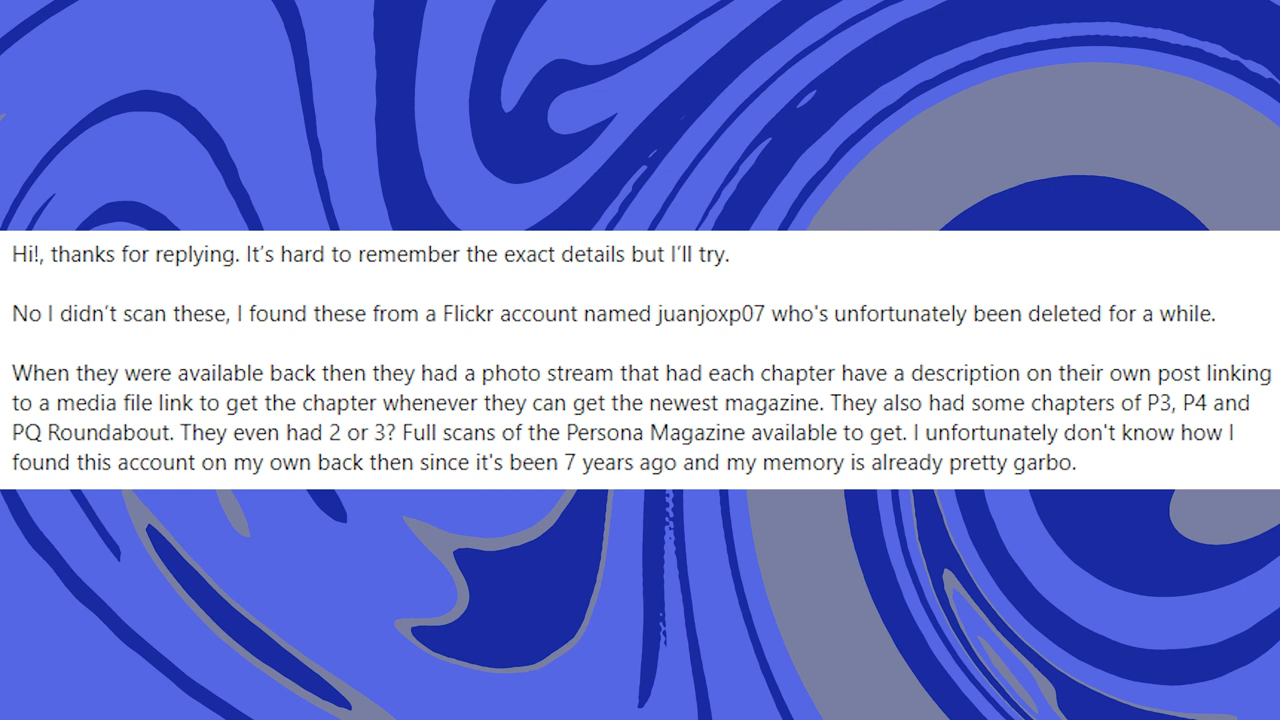 Hi!, thanks for replying. It’s hard to remember the exact details but I’ll try.
No I didn’t scan these, I found these from a Flickr account named juanjoxp07 who's unfortunately been deleted for a while.
When they were available back then they had a photo stream that had each chapter have a description on their own post linking
to a media file link to get the chapter whenever they can get the newest magazine. They also had some chapters of P3, P4 and
PQ Roundabout. They even had 2 or 3? Full scans of the Persona Magazine available to get. I unfortunately don't know how I
found this account on my own back then since it's been 7 years ago and my memory is already pretty garbo.